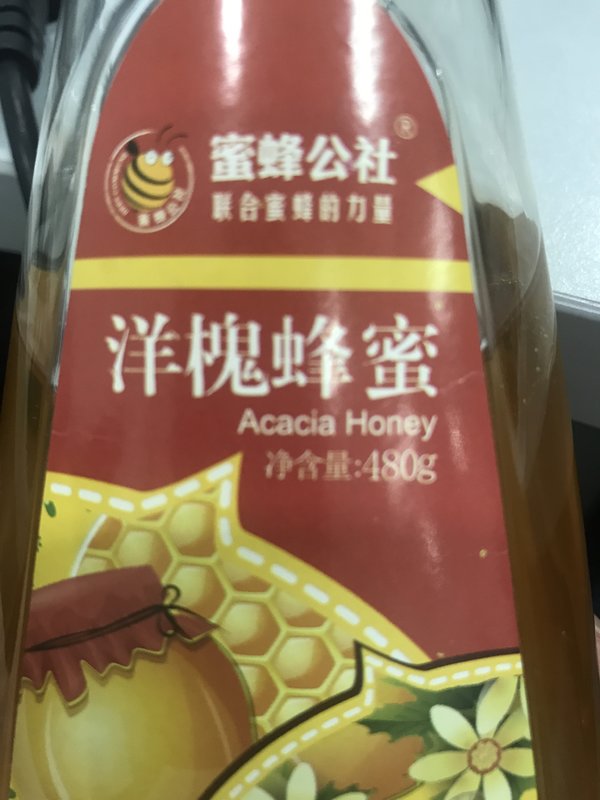 蜜蜂公社®
联合蜜蜂的力量
洋槐蜂蜜
Acacia Honey
净含量:480g